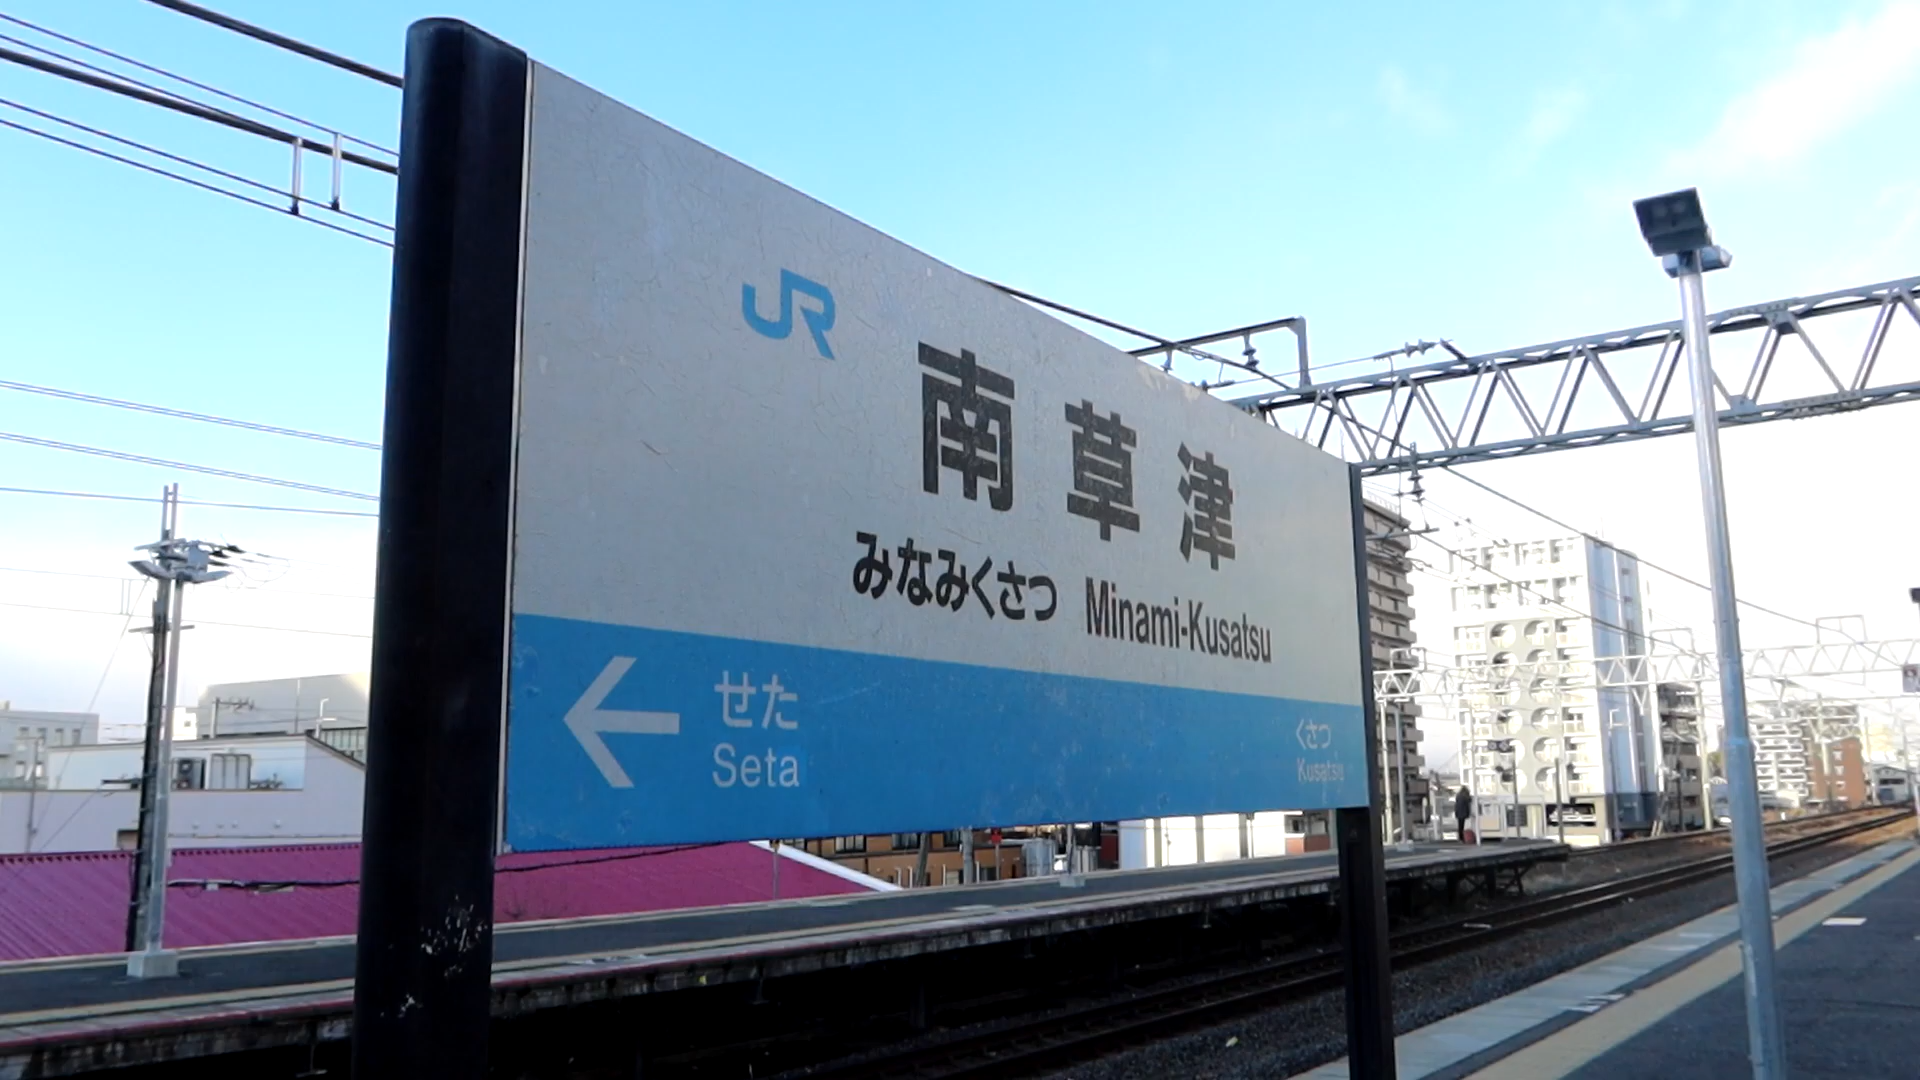 JR
南草津
みなみくさつ Minami-Kusatsu
← せた
Seta
くさつ
Kusatsu